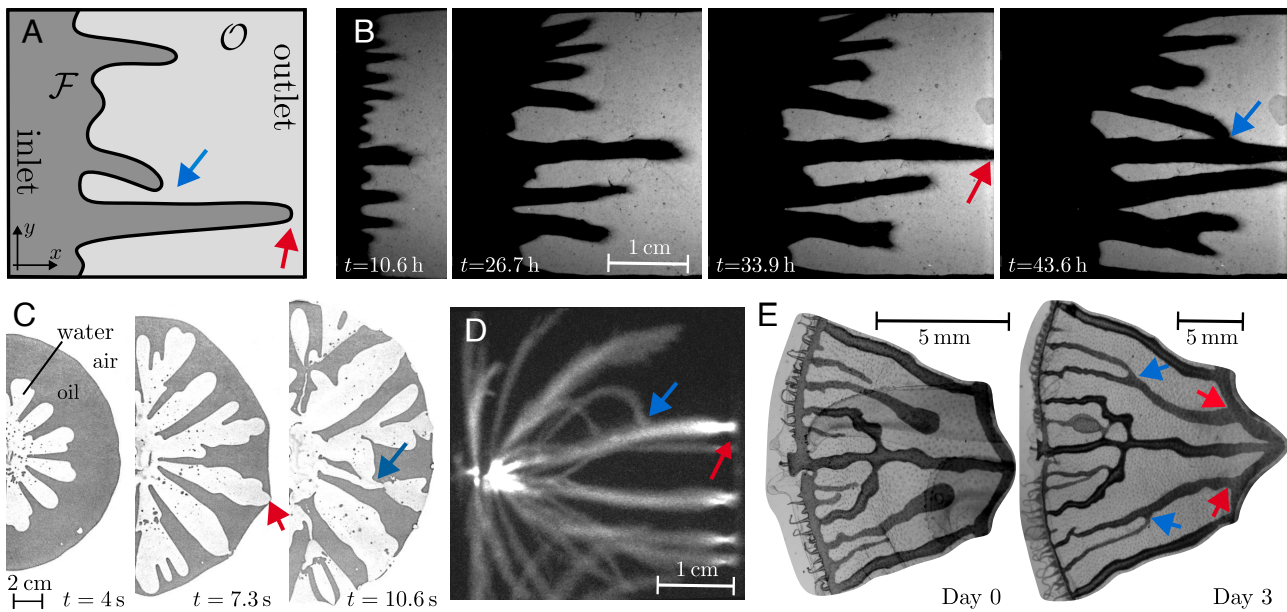 A
𝓕
𝒪
inlet
outlet
y
x
B
t=10.6 h
t=26.7 h
1 cm
t=33.9 h
t=43.6 h
C
water
air
oil
2 cm
t = 4 s
t = 7.3 s
t = 10.6 s
D
1 cm
E
5 mm
Day 0
5 mm
Day 3